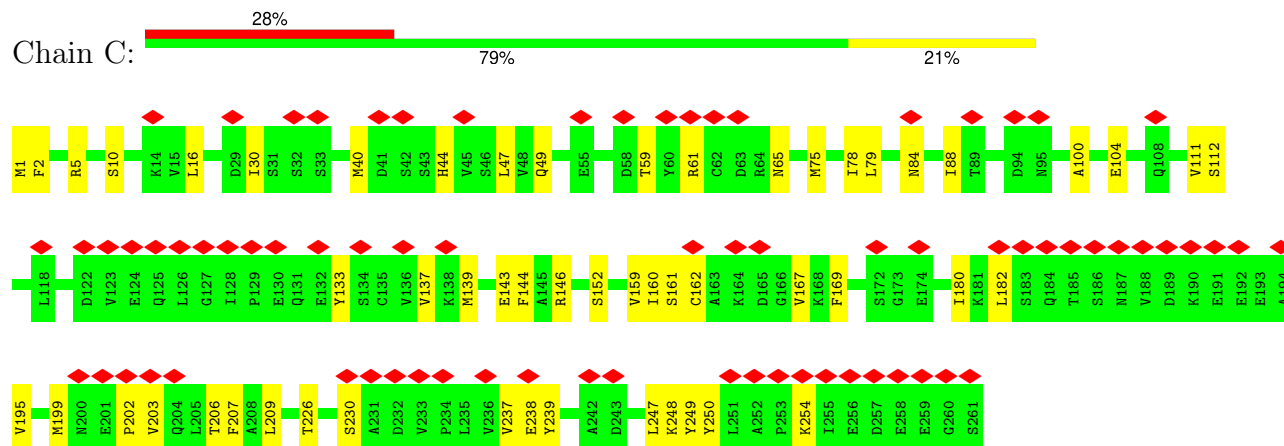 28%
Chain C:
79% 21%
M1 F2 R5 S10 K14 V15 L16 D29 I30 S31 S32 S33 M40 D41 S42 S43 H44 V45 S46 L47 V48 Q49 E55 D58 T59 Y60 R61 C62 D63 R64 N65 M75 I78 L79 N84 I88 T89 D94 N95 A100 E104 Q108 V111 S112
L118 D122 V123 E124 Q125 L126 G127 I128 P129 E130 Q131 E132 Y133 S134 C135 V136 V137 K138 M139 E143 F144 A145 R146 S152 V159 I160 S161 C162 A163 K164 D165 G166 V167 K168 F169 S172 G173 E174 I180 K181 L182 S183 Q184 T185 S186 N187 V188 D189 K190 E191 E192 E193 A194
V195 M199 N200 E201 P202 V203 Q204 L205 T206 F207 A208 L209 T226 S230 A231 D232 V233 P234 L235 V236 V237 E238 Y239 A242 D243 L247 K248 Y249 Y250 L251 A252 P253 K254 I255 E256 D257 E258 E259 G260 S261